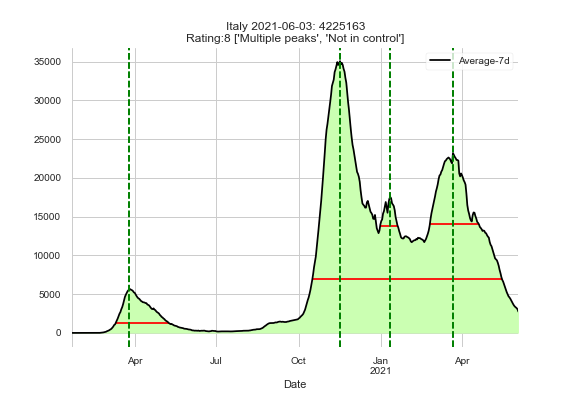 Italy 2021-06-03: 4225163
Rating:8 ['Multiple peaks', 'Not in control']
Average-7d
35000
30000
25000
20000
15000
10000
5000
0
Apr
Jul
Oct
Jan
2021
Apr
Date